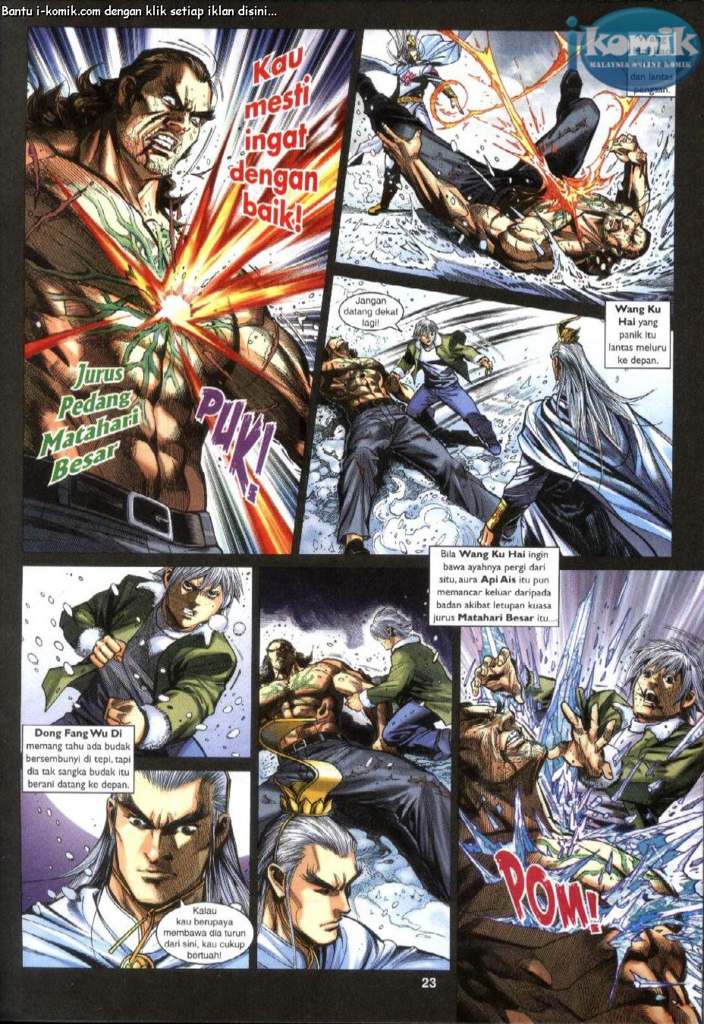 Bantu i-komik.com dengan klik setiap iklan disini...
ikomik
MALAYSIA ONLINE KOMIK
dan lantas
pengsan.
Kau
mesti
ingat
dengan
baik!
Jurus
Pedang
Matahari
Besar
PUK!
Jangan
datang dekat
lagi!
Wang Ku
Hai yang
panik itu
lantas meluru
ke depan.
Bila Wang Ku Hai ingin
bawa ayahnya pergi dari
situ, aura Api Ais itu pun
memancar keluar daripada
badan akibat letupan kuasa
jurus Matahari Besar itu....
Dong Fang Wu Di
memang tahu ada budak
bersembunyi di tepi, tapi
dia tak sangka budak itu
berani datang ke depan.
Kalau
kau berupaya
membawa dia turun
dari sini, kau cukup
bertuah!
POM!
23